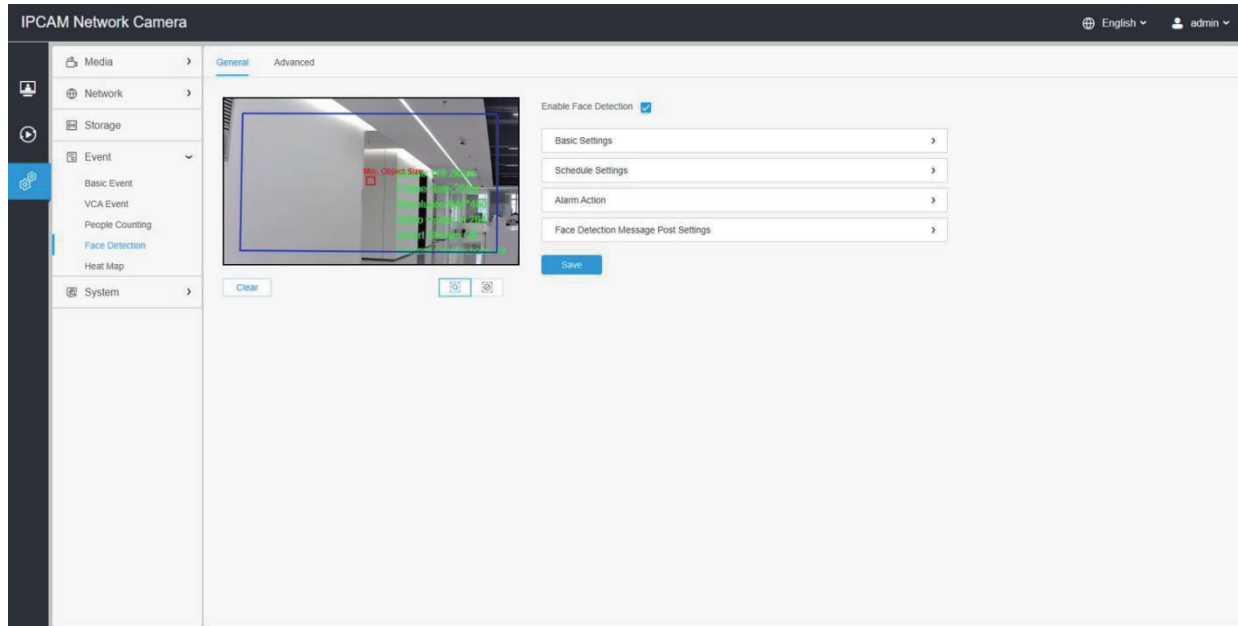 IPCAM Network Camera
English
admin
Media
Network
Storage
Event
Basic Event
VCA Event
People Counting
Face Detection
Heat Map
System
General
Advanced
Min. Object Size
Clear
Enable Face Detection
Basic Settings
Schedule Settings
Alarm Action
Face Detection Message Post Settings
Save